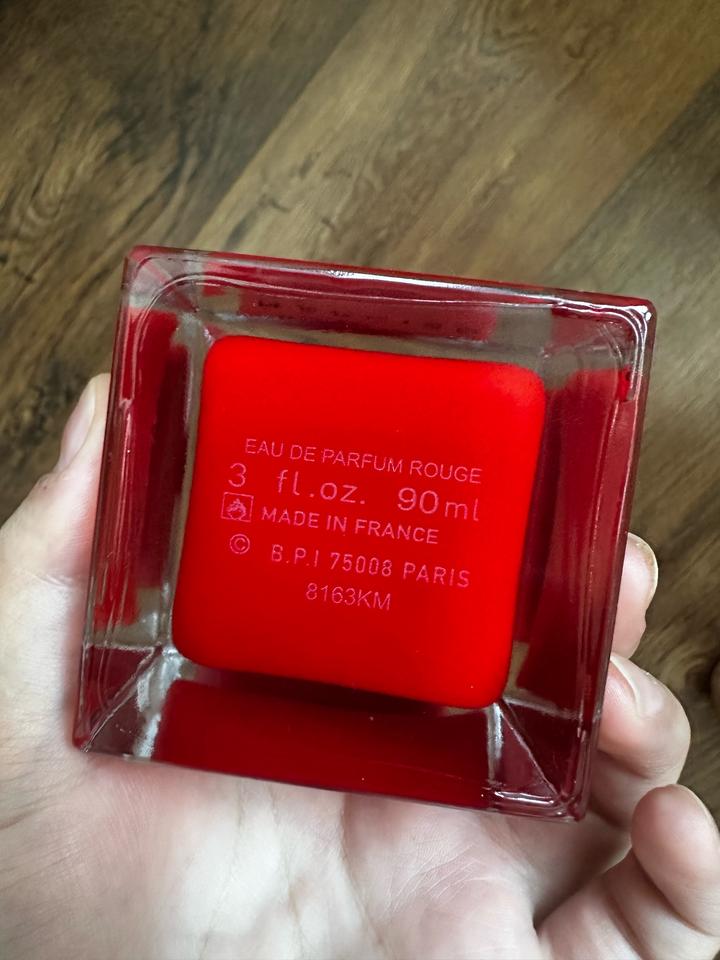 EAU DE PARFUM ROUGE
3 fl.oz. 90ml
MADE IN FRANCE
© B.P.I 75008 PARIS
8163KM